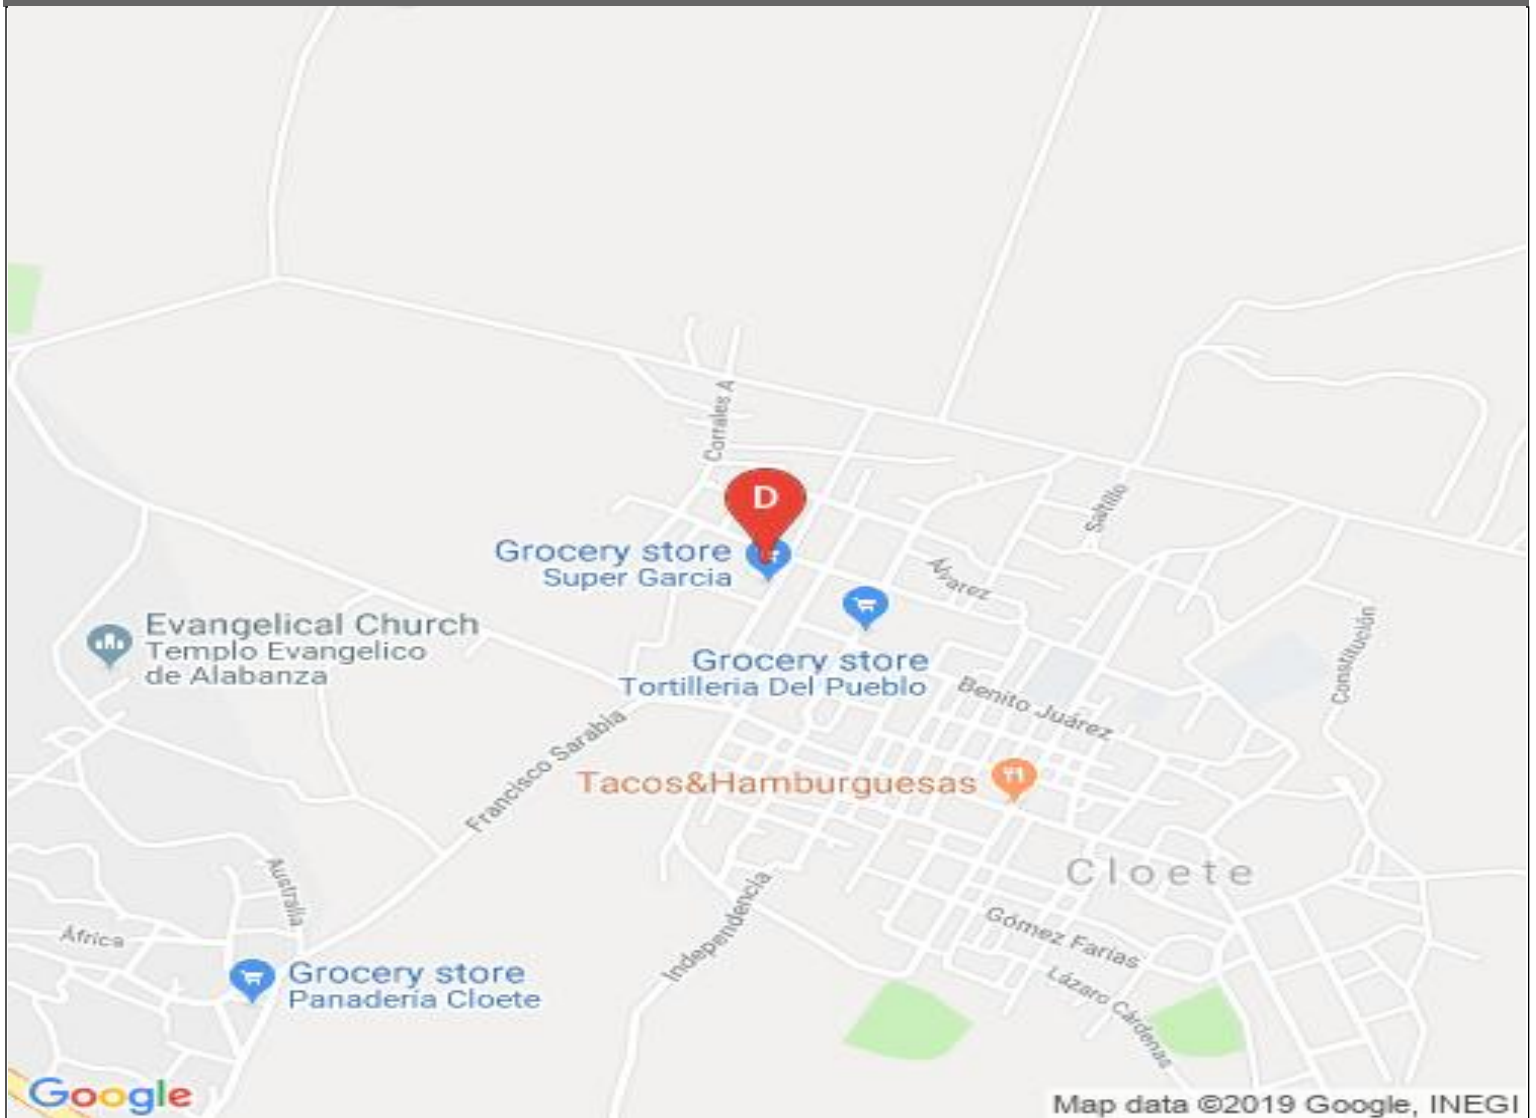 Corrales A
D
Saltillo
Grocery store
Super Garcia
Álvarez
Evangelical Church
Templo Evangelico
de Alabanza
Constitución
Grocery store
Tortilleria Del Pueblo
Benito Juárez
Francisco Sarabia
Tacos&Hamburguesas
Cloete
Australia
Independencia
África
Gómez Farias
Grocery store
Panadería Cloete
Lázaro Cárdenas
Google
Map data ©2019 Google, INEGI